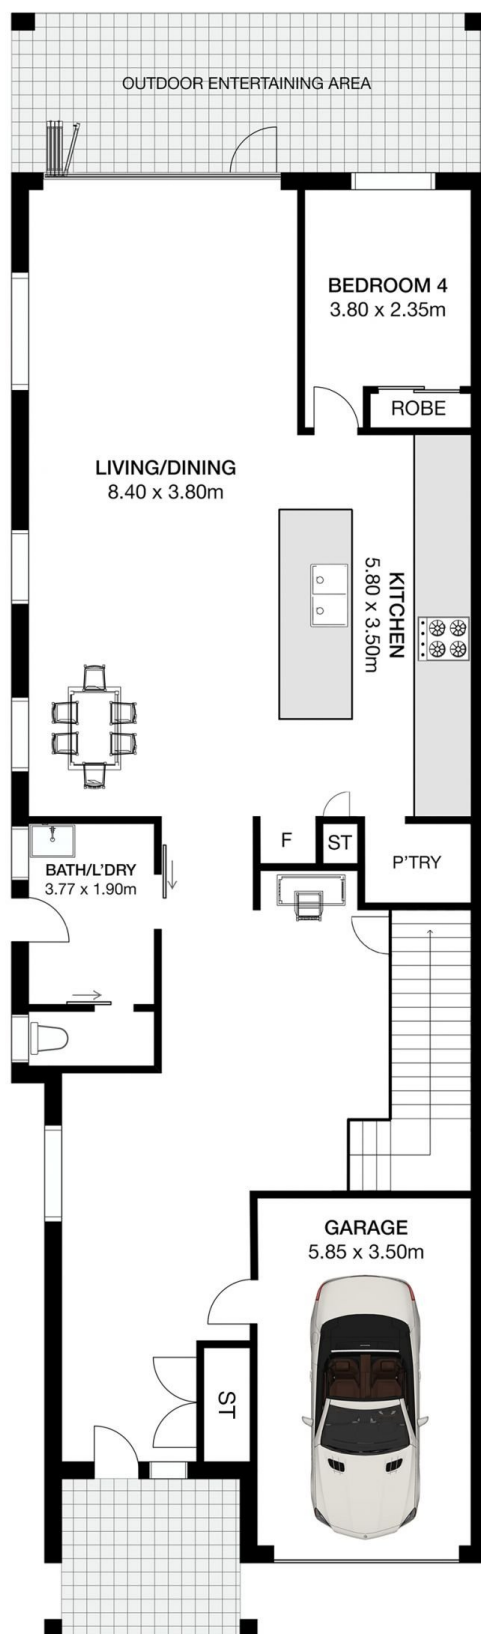 OUTDOOR ENTERTAINING AREA
BEDROOM 4
3.80 x 2.35m
ROBE
LIVING/DINING
8.40 x 3.80m
KITCHEN
5.80 x 3.50m
F
ST
P'TRY
BATH/L'DRY
3.77 x 1.90m
GARAGE
5.85 x 3.50m
ST